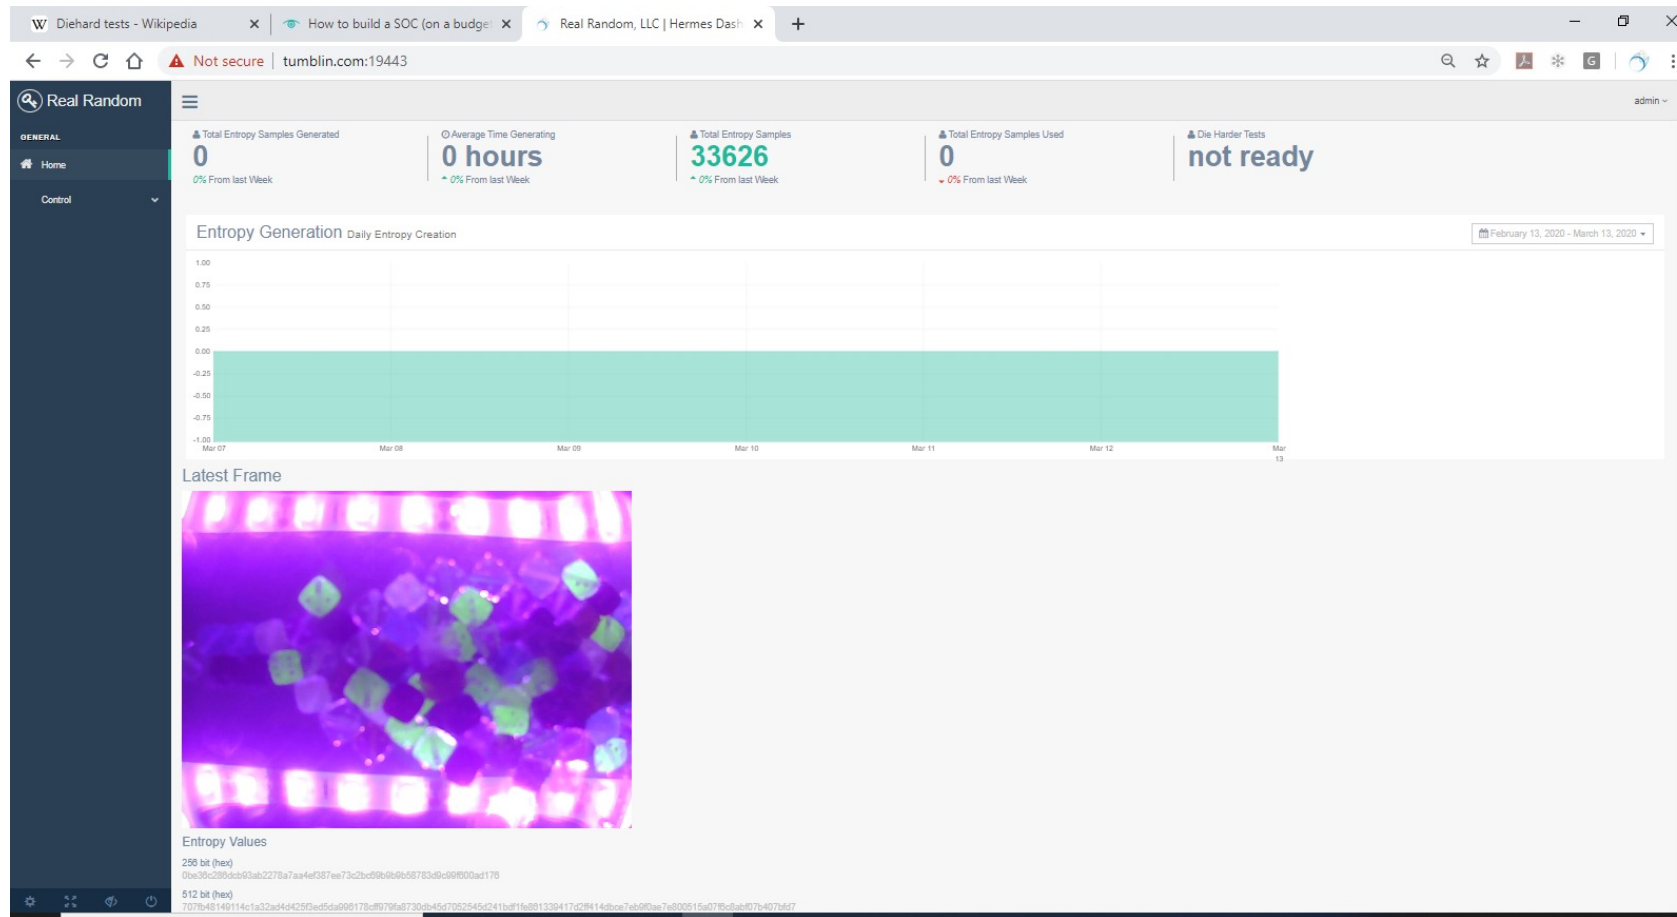 Diehard tests - Wikipedia
How to build a SOC (on a budget
Real Random, LLC | Hermes Dash
Not secure
tumblin.com:19443
Real Random
admin
GENERAL
Home
Control
Total Entropy Samples Generated
0
0% From last Week
Average Time Generating
0 hours
0% From last Week
Total Entropy Samples
33626
0% From last Week
Total Entropy Samples Used
0
0% From last Week
Die Harder Tests
not ready
Entropy Generation Daily Entropy Creation
February 13, 2020 - March 13, 2020
1.00
0.75
0.50
0.25
0.00
-0.25
-0.50
-0.75
-1.00
Mar 07 Mar 08 Mar 09 Mar 10 Mar 11 Mar 12 Mar
13
Latest Frame
Entropy Values
256 bit (hex)
512 bit (hex)